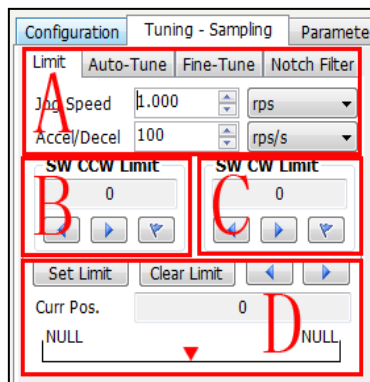 Configuration Tuning - Sampling Paramete
Limit Auto-Tune Fine-Tune Notch Filter
A
Jog Speed 1.000 rps
Accel/Decel 100 rps/s
SW CCW Limit SW CW Limit
B 0 C 0
Set Limit Clear Limit
Curr Pos. 0 D
NULL NULL